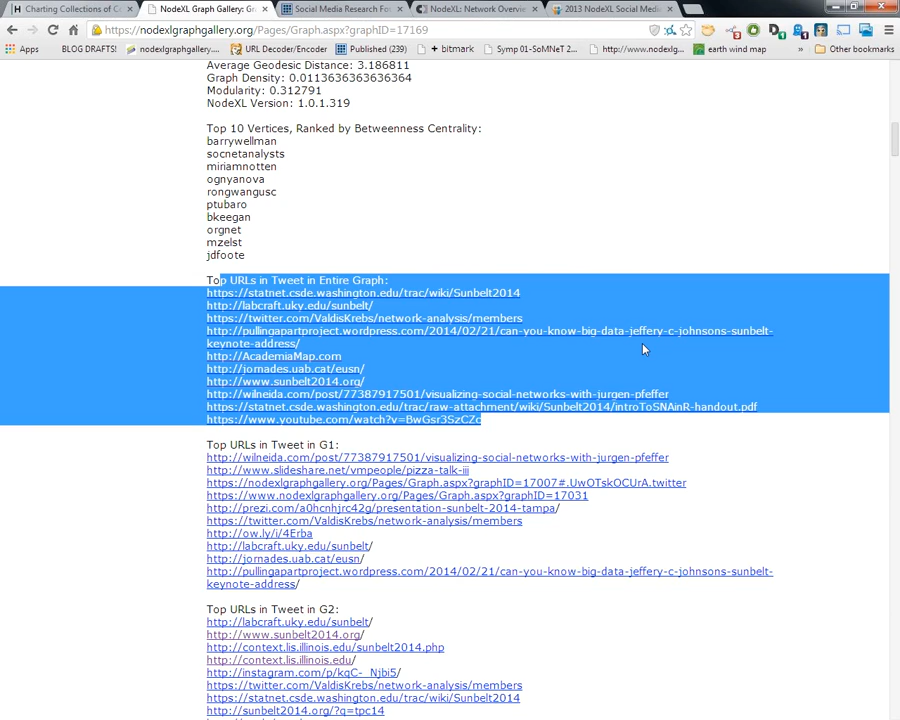 Charting Collections of Co
NodeXL Graph Gallery: Gr
Social Media Research Fou
NodeXL: Network Overvie
2013 NodeXL Social Media
https://nodexlgraphgallery.org/Pages/Graph.aspx?graphID=17169
Apps BLOG DRAFTS! nodexlgraphgallery.... URL Decoder/Encoder Published (239) + bitmark Symp 01-SoMNeT 2... http://www.nodexlg... earth wind map » Other bookmarks
Average Geodesic Distance: 3.186811
Graph Density: 0.0113636363636364
Modularity: 0.312791
NodeXL Version: 1.0.1.319
Top 10 Vertices, Ranked by Betweenness Centrality:
barrywellman
socnetanalysts
miriamnotten
ognyanova
rongwangusc
ptubaro
bkeegan
orgnet
mzelst
jdfoote
Top URLs in Tweet in Entire Graph:
https://statnet.csde.washington.edu/trac/wiki/Sunbelt2014
http://labcraft.uky.edu/sunbelt/
https://twitter.com/ValdisKrebs/network-analysis/members
http://pullingapartproject.wordpress.com/2014/02/21/can-you-know-big-data-jeffery-c-johnsons-sunbelt-
keynote-address/
http://AcademiaMap.com
http://jornades.uab.cat/eusn/
http://www.sunbelt2014.org/
http://wilneida.com/post/77387917501/visualizing-social-networks-with-jurgen-pfeffer
https://statnet.csde.washington.edu/trac/raw-attachment/wiki/Sunbelt2014/introToSNAinR-handout.pdf
https://www.youtube.com/watch?v=BwGsr3SzCZc
Top URLs in Tweet in G1:
http://wilneida.com/post/77387917501/visualizing-social-networks-with-jurgen-pfeffer
http://www.slideshare.net/vmpeople/pizza-talk-iii
https://nodexlgraphgallery.org/Pages/Graph.aspx?graphID=17007#.UwOTskOCUrA.twitter
https://www.nodexlgraphgallery.org/Pages/Graph.aspx?graphID=17031
http://prezi.com/a0hcnhjrc42g/presentation-sunbelt-2014-tampa/
https://twitter.com/ValdisKrebs/network-analysis/members
http://ow.ly/i/4Erba
http://labcraft.uky.edu/sunbelt/
http://jornades.uab.cat/eusn/
http://pullingapartproject.wordpress.com/2014/02/21/can-you-know-big-data-jeffery-c-johnsons-sunbelt-
keynote-address/
Top URLs in Tweet in G2:
http://labcraft.uky.edu/sunbelt/
http://www.sunbelt2014.org/
http://context.lis.illinois.edu/sunbelt2014.php
http://context.lis.illinois.edu/
http://instagram.com/p/kqC-_Njbi5/
https://twitter.com/ValdisKrebs/network-analysis/members
https://statnet.csde.washington.edu/trac/wiki/Sunbelt2014
http://sunbelt2014.org/?q=tpc14